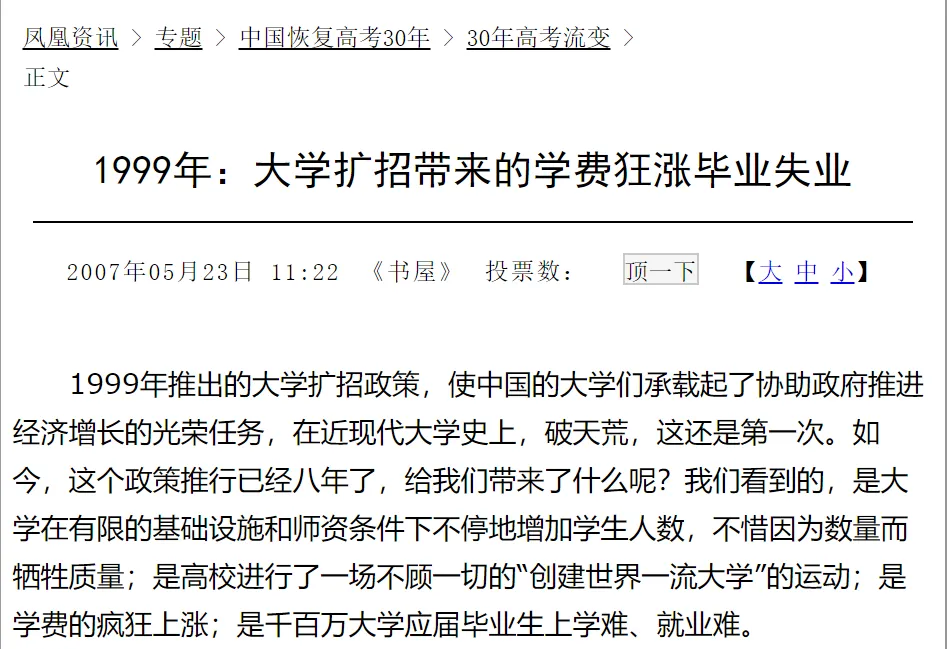 凤凰资讯 > 专题 > 中国恢复高考30年 > 30年高考流变 >
正文
1999年：大学扩招带来的学费狂涨毕业失业
2007年05月23日 11:22 《书屋》 投票数： 顶一下 【大 中 小】
1999年推出的大学扩招政策，使中国的大学们承载起了协助政府推进
经济增长的光荣任务，在近现代大学史上，破天荒，这还是第一次。如
今，这个政策推行已经八年了，给我们带来了什么呢？我们看到的，是大
学在有限的基础设施和师资条件下不停地增加学生人数，不惜因为数量而
牺牲质量；是高校进行了一场不顾一切的“创建世界一流大学”的运动；是
学费的疯狂上涨；是千百万大学应届毕业生上学难、就业难。